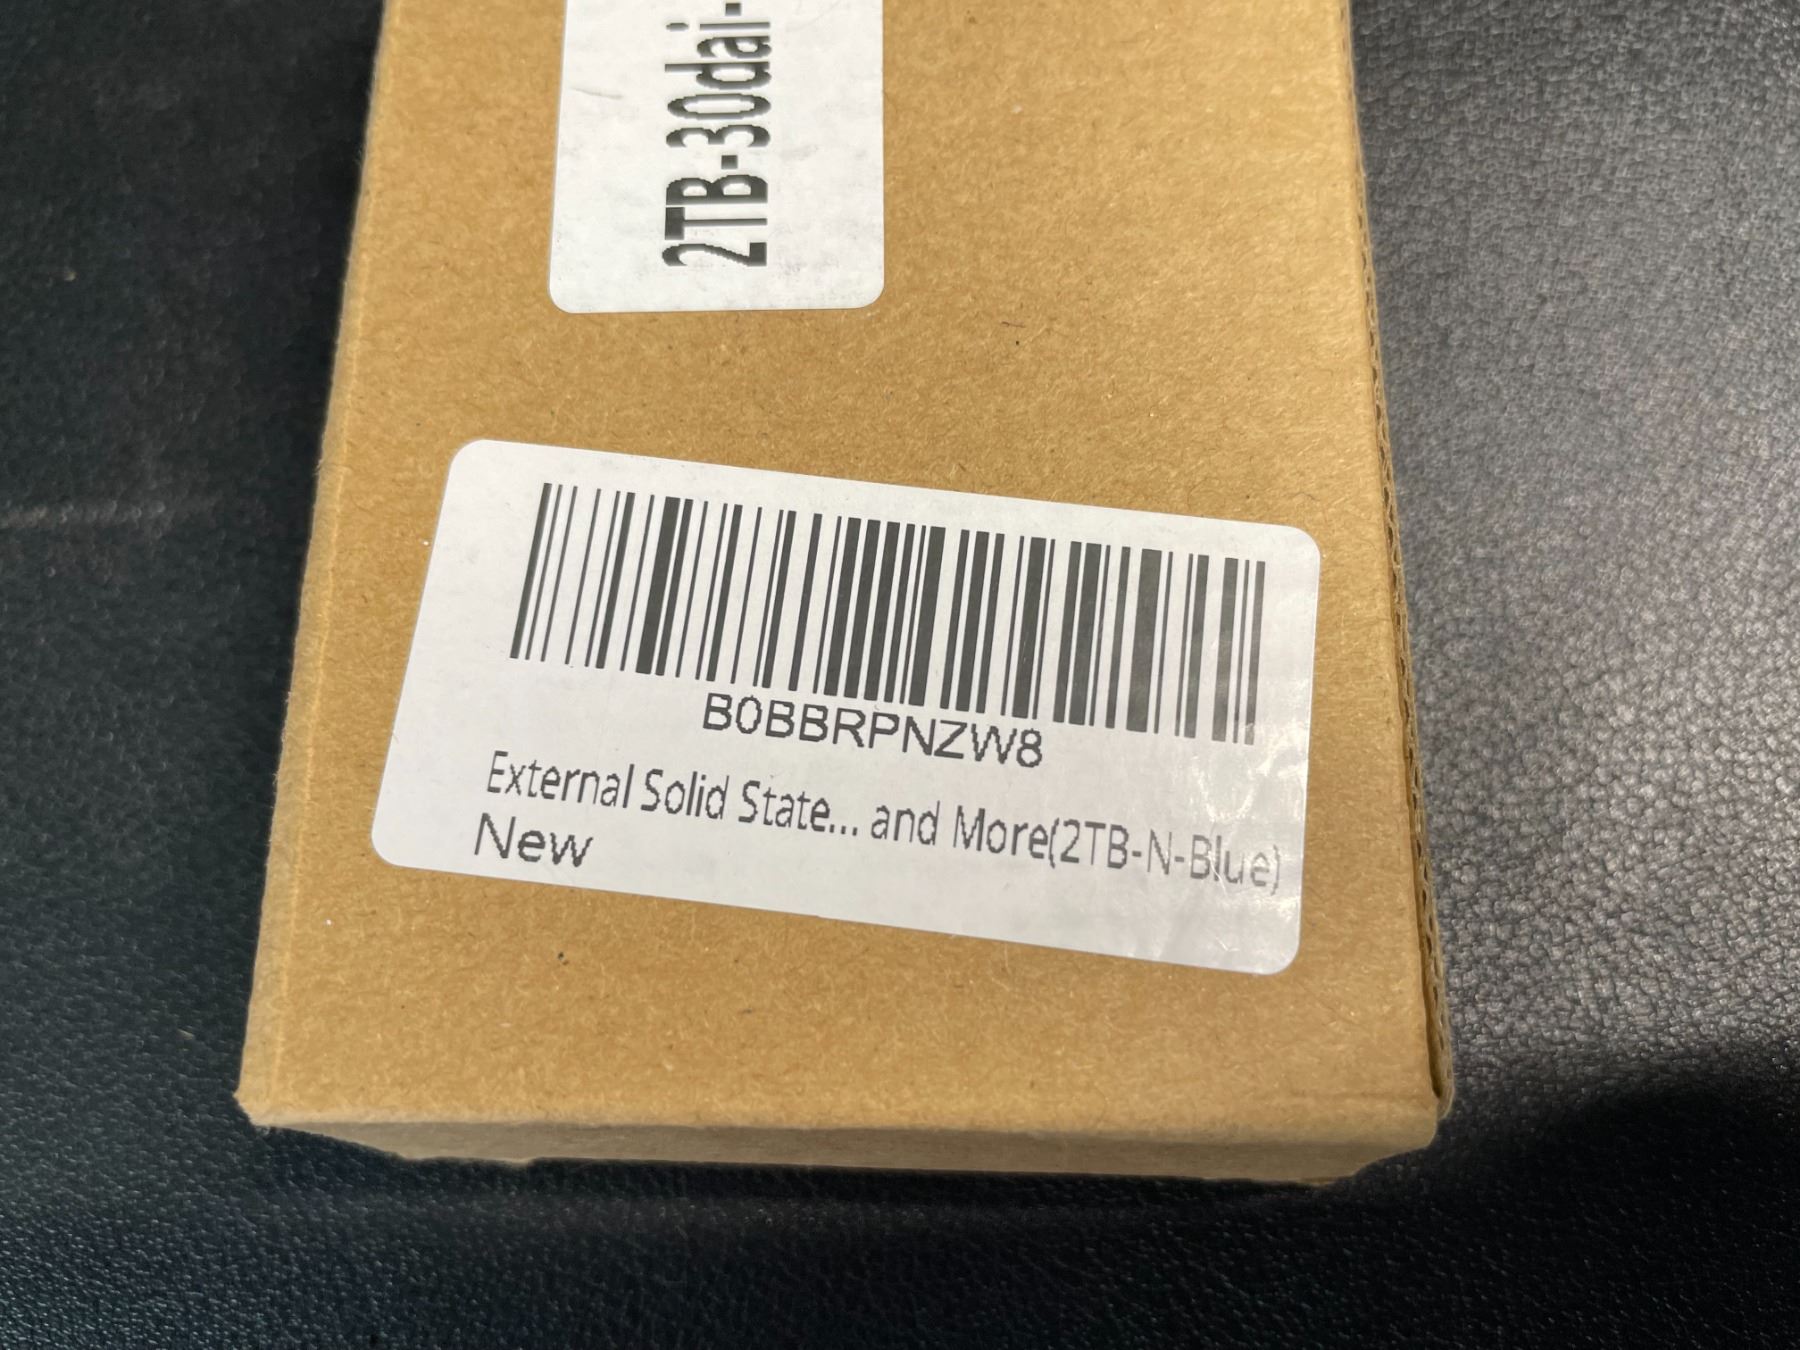 2TB-30dai-
B0BBRPNZW8
External Solid State... and More(2TB-N-Blue)
New